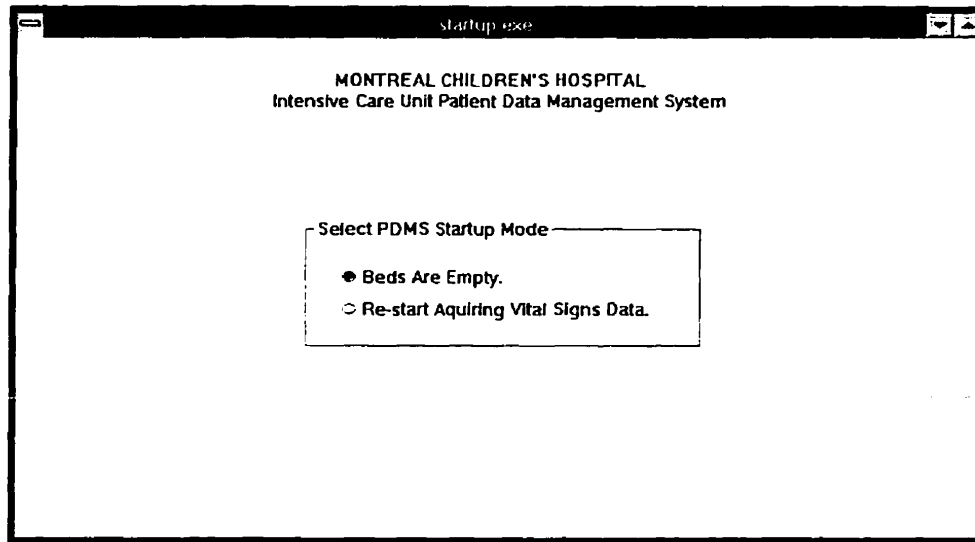 startup.exe
MONTREAL CHILDREN'S HOSPITAL
Intensive Care Unit Patient Data Management System
Select PDMS Startup Mode
Beds Are Empty.
Re-start Aquiring Vital Signs Data.